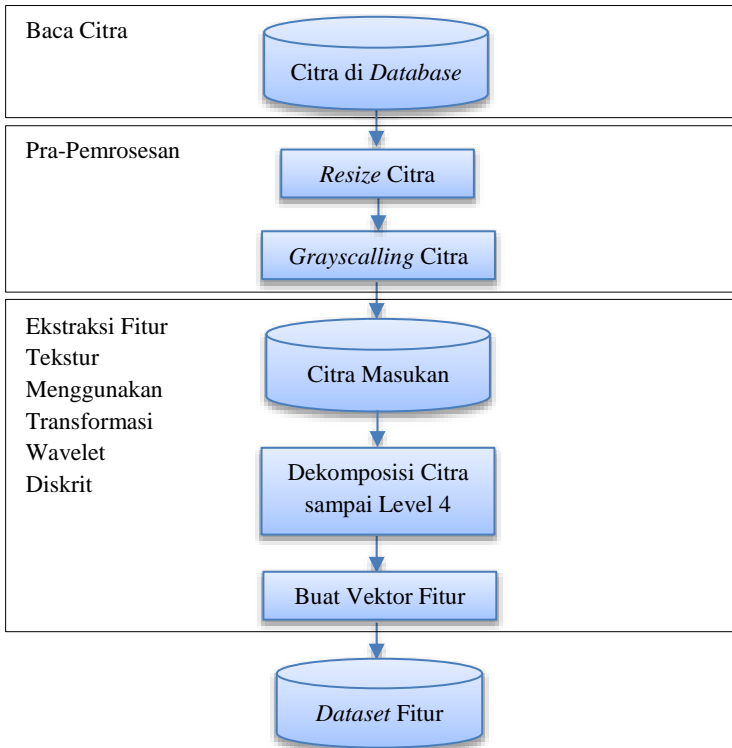 Baca Citra
Citra di Database
Pra-Pemrosesan
Resize Citra
Grayscalling Citra
Ekstraksi Fitur
Tekstur
Menggunakan
Transformasi
Wavelet
Diskrit
Citra Masukan
Dekomposisi Citra
sampai Level 4
Buat Vektor Fitur
Dataset Fitur